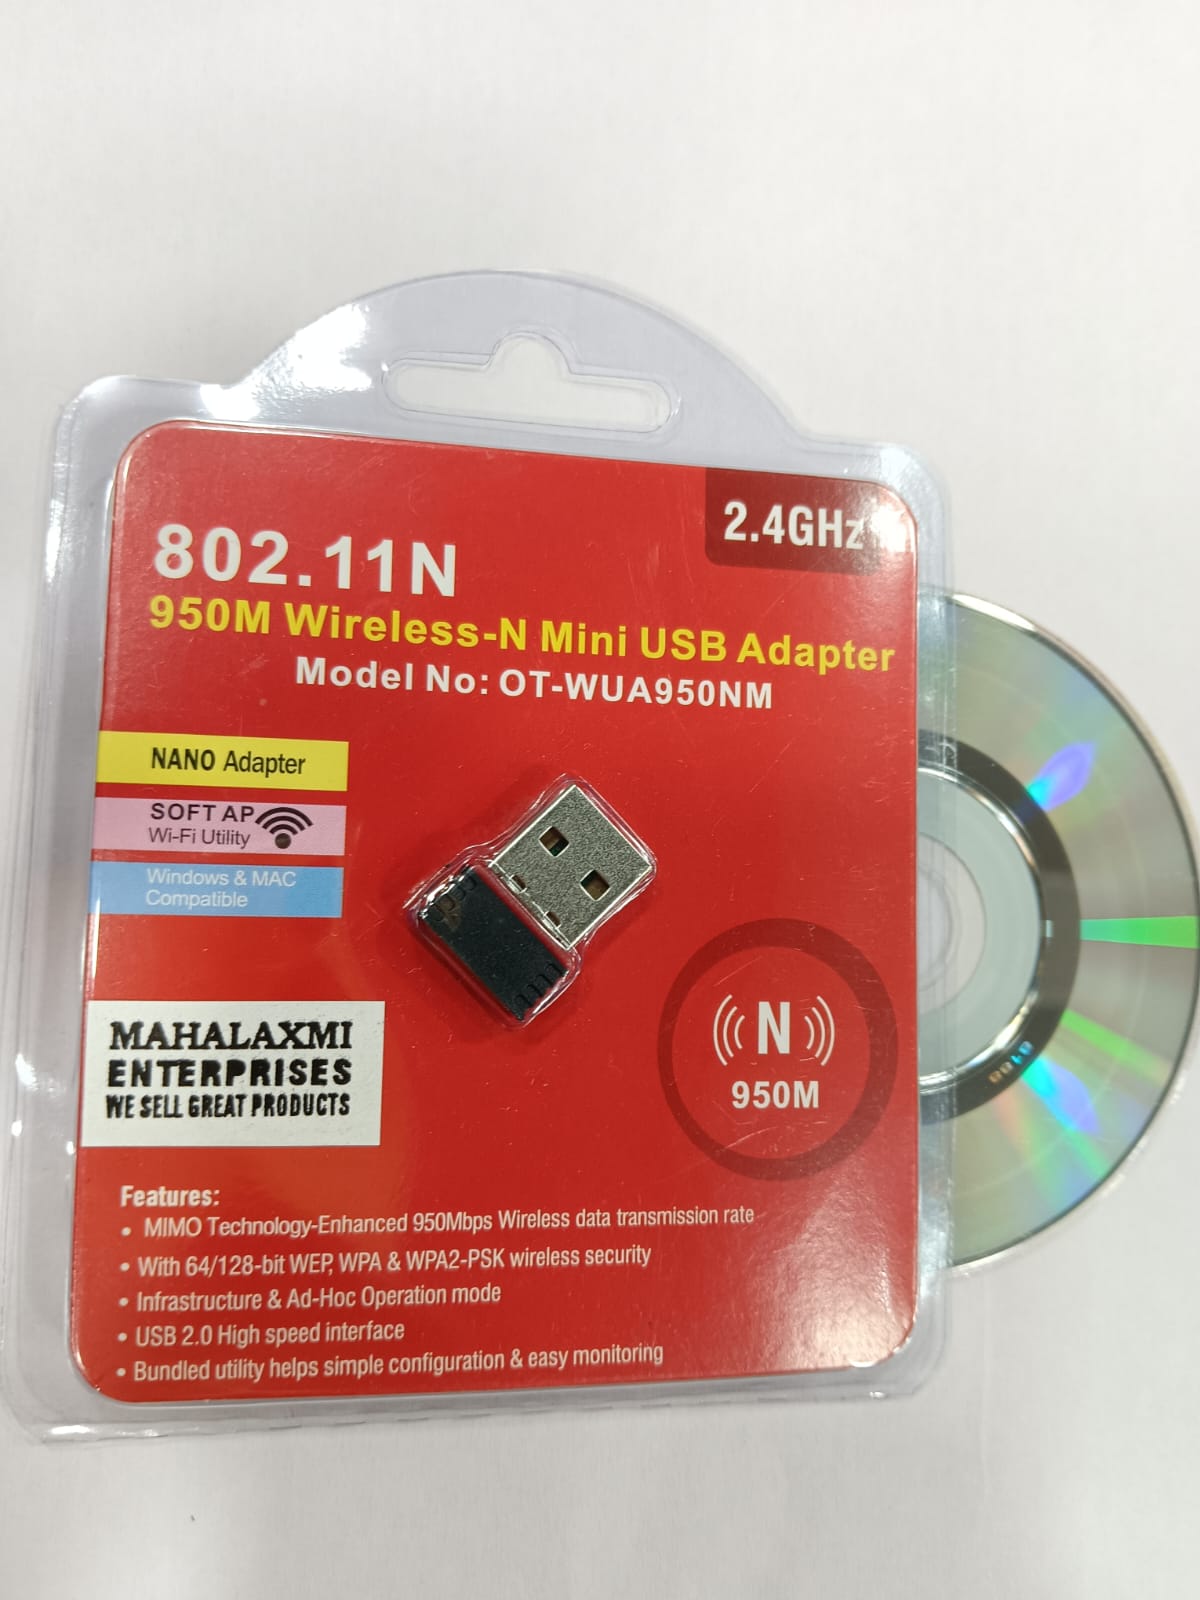 2.4GHz
802.11N
950M Wireless-N Mini USB Adapter
Model No: OT-WUA950NM
NANO Adapter
SOFT AP
Wi-Fi Utility
Windows & MAC
Compatible
MAHALAXMI
ENTERPRISES
WE SELL GREAT PRODUCTS
N
950M
Features:
• MIMO Technology-Enhanced 950Mbps Wireless data transmission rate
• With 64/128-bit WEP, WPA & WPA2-PSK wireless security
• Infrastructure & Ad-Hoc Operation mode
• USB 2.0 High speed interface
• Bundled utility helps simple configuration & easy monitoring